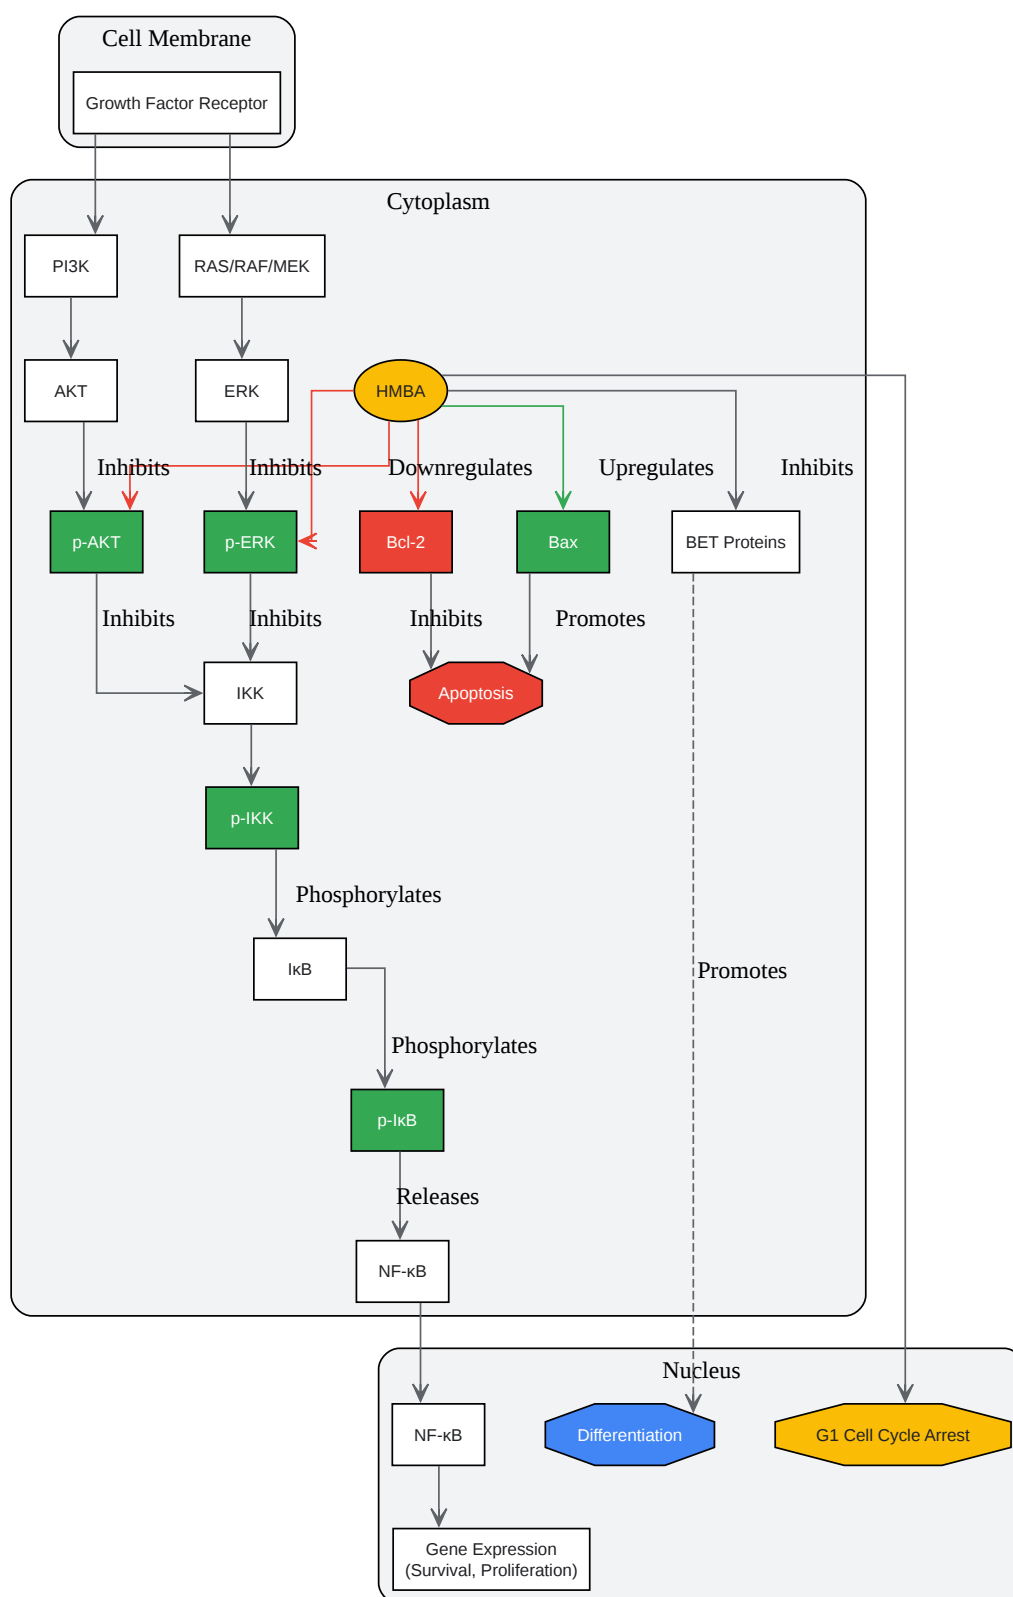 Cell Membrane
Growth Factor Receptor
Cytoplasm
PI3K
RAS/RAF/MEK
AKT
ERK
HMBA
Inhibits
Inhibits
Downregulates
Upregulates
Inhibits
p-AKT
p-ERK
Bcl-2
Bax
BET Proteins
Inhibits
Inhibits
Inhibits
Promotes
IKK
Apoptosis
p-IKK
Phosphorylates
IκB
Promotes
Phosphorylates
p-IκB
Releases
NF-κB
Nucleus
NF-κB
Differentiation
G1 Cell Cycle Arrest
Gene Expression
(Survival, Proliferation)